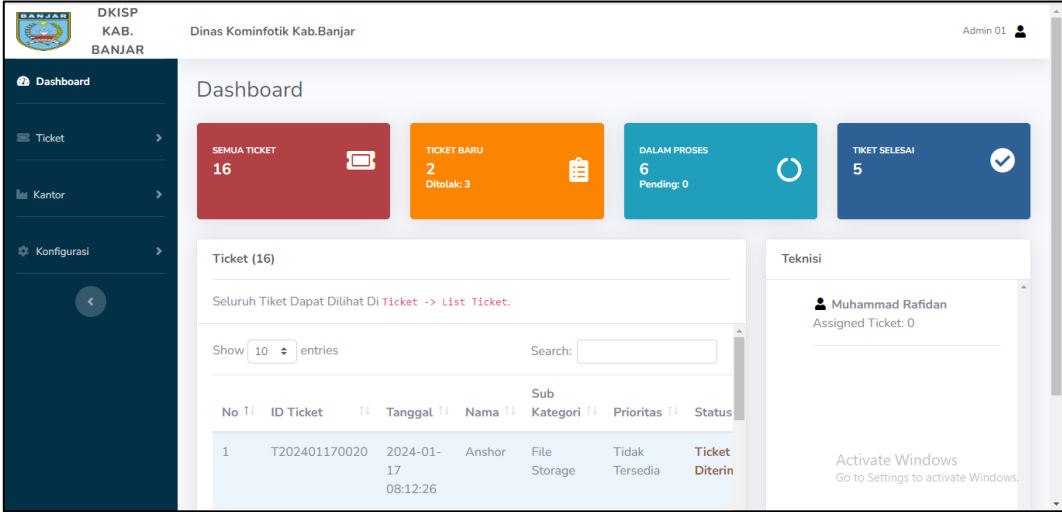 BANJAR
DKISP
KAB.
BANJAR
Dinas Kominfotik Kab.Banjar
Admin 01
Dashboard
Ticket
Kantor
Konfigurasi
Dashboard
SEMUA TICKET
16
TICKET BARU
2
Ditolak: 3
DALAM PROSES
6
Pending: 0
TIKET SELESAI
5
Ticket (16)
Seluruh Tiket Dapat Dilihat Di Ticket -> List Ticket.
Show 10 entries
Search:
No ID Ticket Tanggal Nama Sub Kategori Prioritas Status
1 T202401170020 2024-01-17 08:12:26 Anshor File Storage Tidak Tersedia Ticket Diterim
Teknisi
Muhammad Rafidan
Assigned Ticket: 0
Activate Windows
Go to Settings to activate Windows.